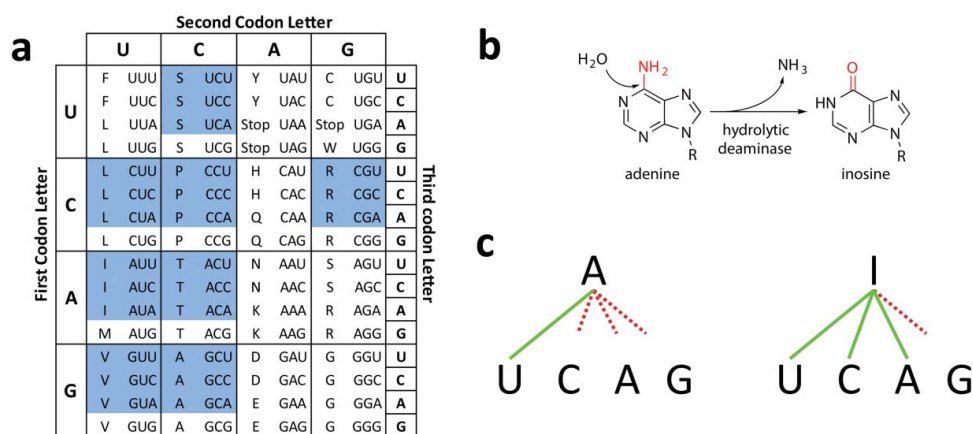 a
Second Codon Letter
U C A G
First Codon Letter
Third codon Letter
U
F UUU S UCU Y UAU C UGU U
F UUC S UCC Y UAC C UGC C
L UUA S UCA Stop UAA Stop UGA A
L UUG S UCG Stop UAG W UGG G
C
L CUU P CCU H CAU R CGU U
L CUC P CCC H CAC R CGC C
L CUA P CCA Q CAA R CGA A
L CUG P CCG Q CAG R CGG G
A
I AUU T ACU N AAU S AGU U
I AUC T ACC N AAC S AGC C
I AUA T ACA K AAA R AGA A
M AUG T ACG K AAG R AGG G
G
V GUU A GCU D GAU G GGU U
V GUC A GCC D GAC G GGC C
V GUA A GCA E GAA G GGA A
V GUG A GCG E GAG G GGG G
b
H2O NH2 NH3 O
N N HN N
N N N N
R R
hydrolytic
deaminase
adenine inosine
c
A I
U C A G U C A G